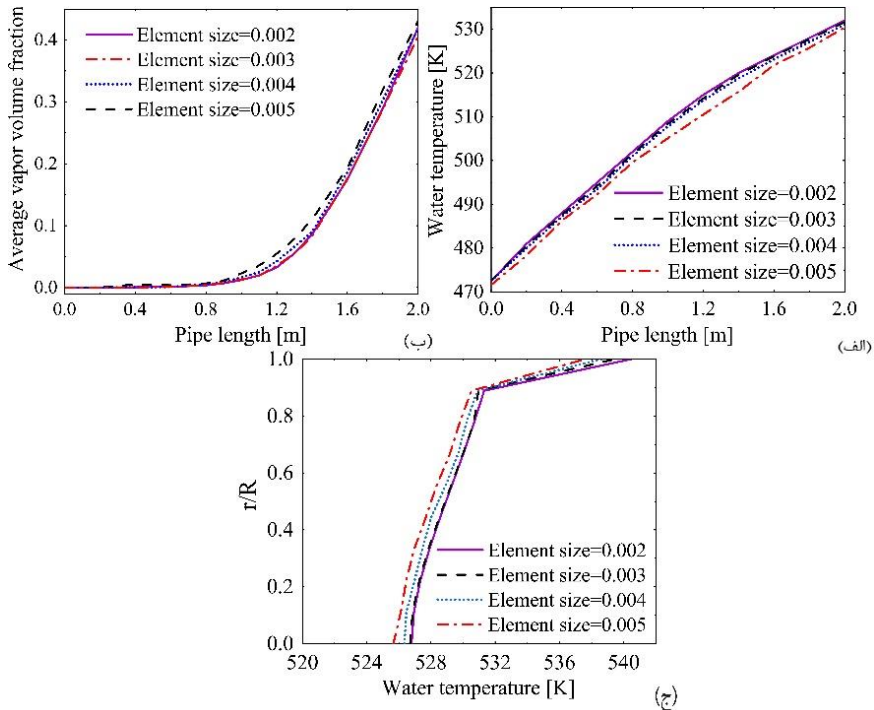 Average vapor volume fraction
0.4
0.3
0.2
0.1
0.0
Element size=0.002
Element size=0.003
Element size=0.004
Element size=0.005
0.0 0.4 0.8 1.2 1.6 2.0
Pipe length [m]
(ب)
Water temperature [K]
530
520
510
500
490
480
470
Element size=0.002
Element size=0.003
Element size=0.004
Element size=0.005
0.0 0.4 0.8 1.2 1.6 2.0
Pipe length [m]
(الف)
r/R
1.0
0.8
0.6
0.4
0.2
0.0
Element size=0.002
Element size=0.003
Element size=0.004
Element size=0.005
520 524 528 532 536 540
Water temperature [K]
(ج)